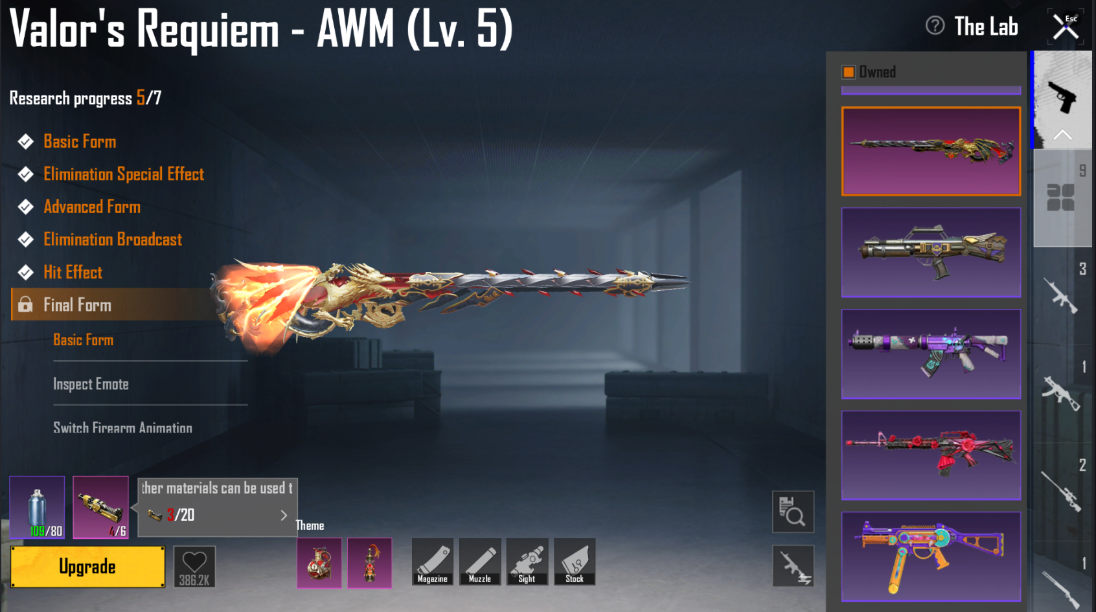 Valor's Requiem - AWM (Lv. 5)
The Lab
Esc
Research progress 5/7
Owned
Basic Form
Elimination Special Effect
Advanced Form
Elimination Broadcast
Hit Effect
Final Form
Basic Form
Inspect Emote
Switch Firearm Animation
9
3
1
2
1
109/80
4/6
ther materials can be used t
3/20
Theme
Upgrade
386.2K
Magazine
Muzzle
Sight
Stock